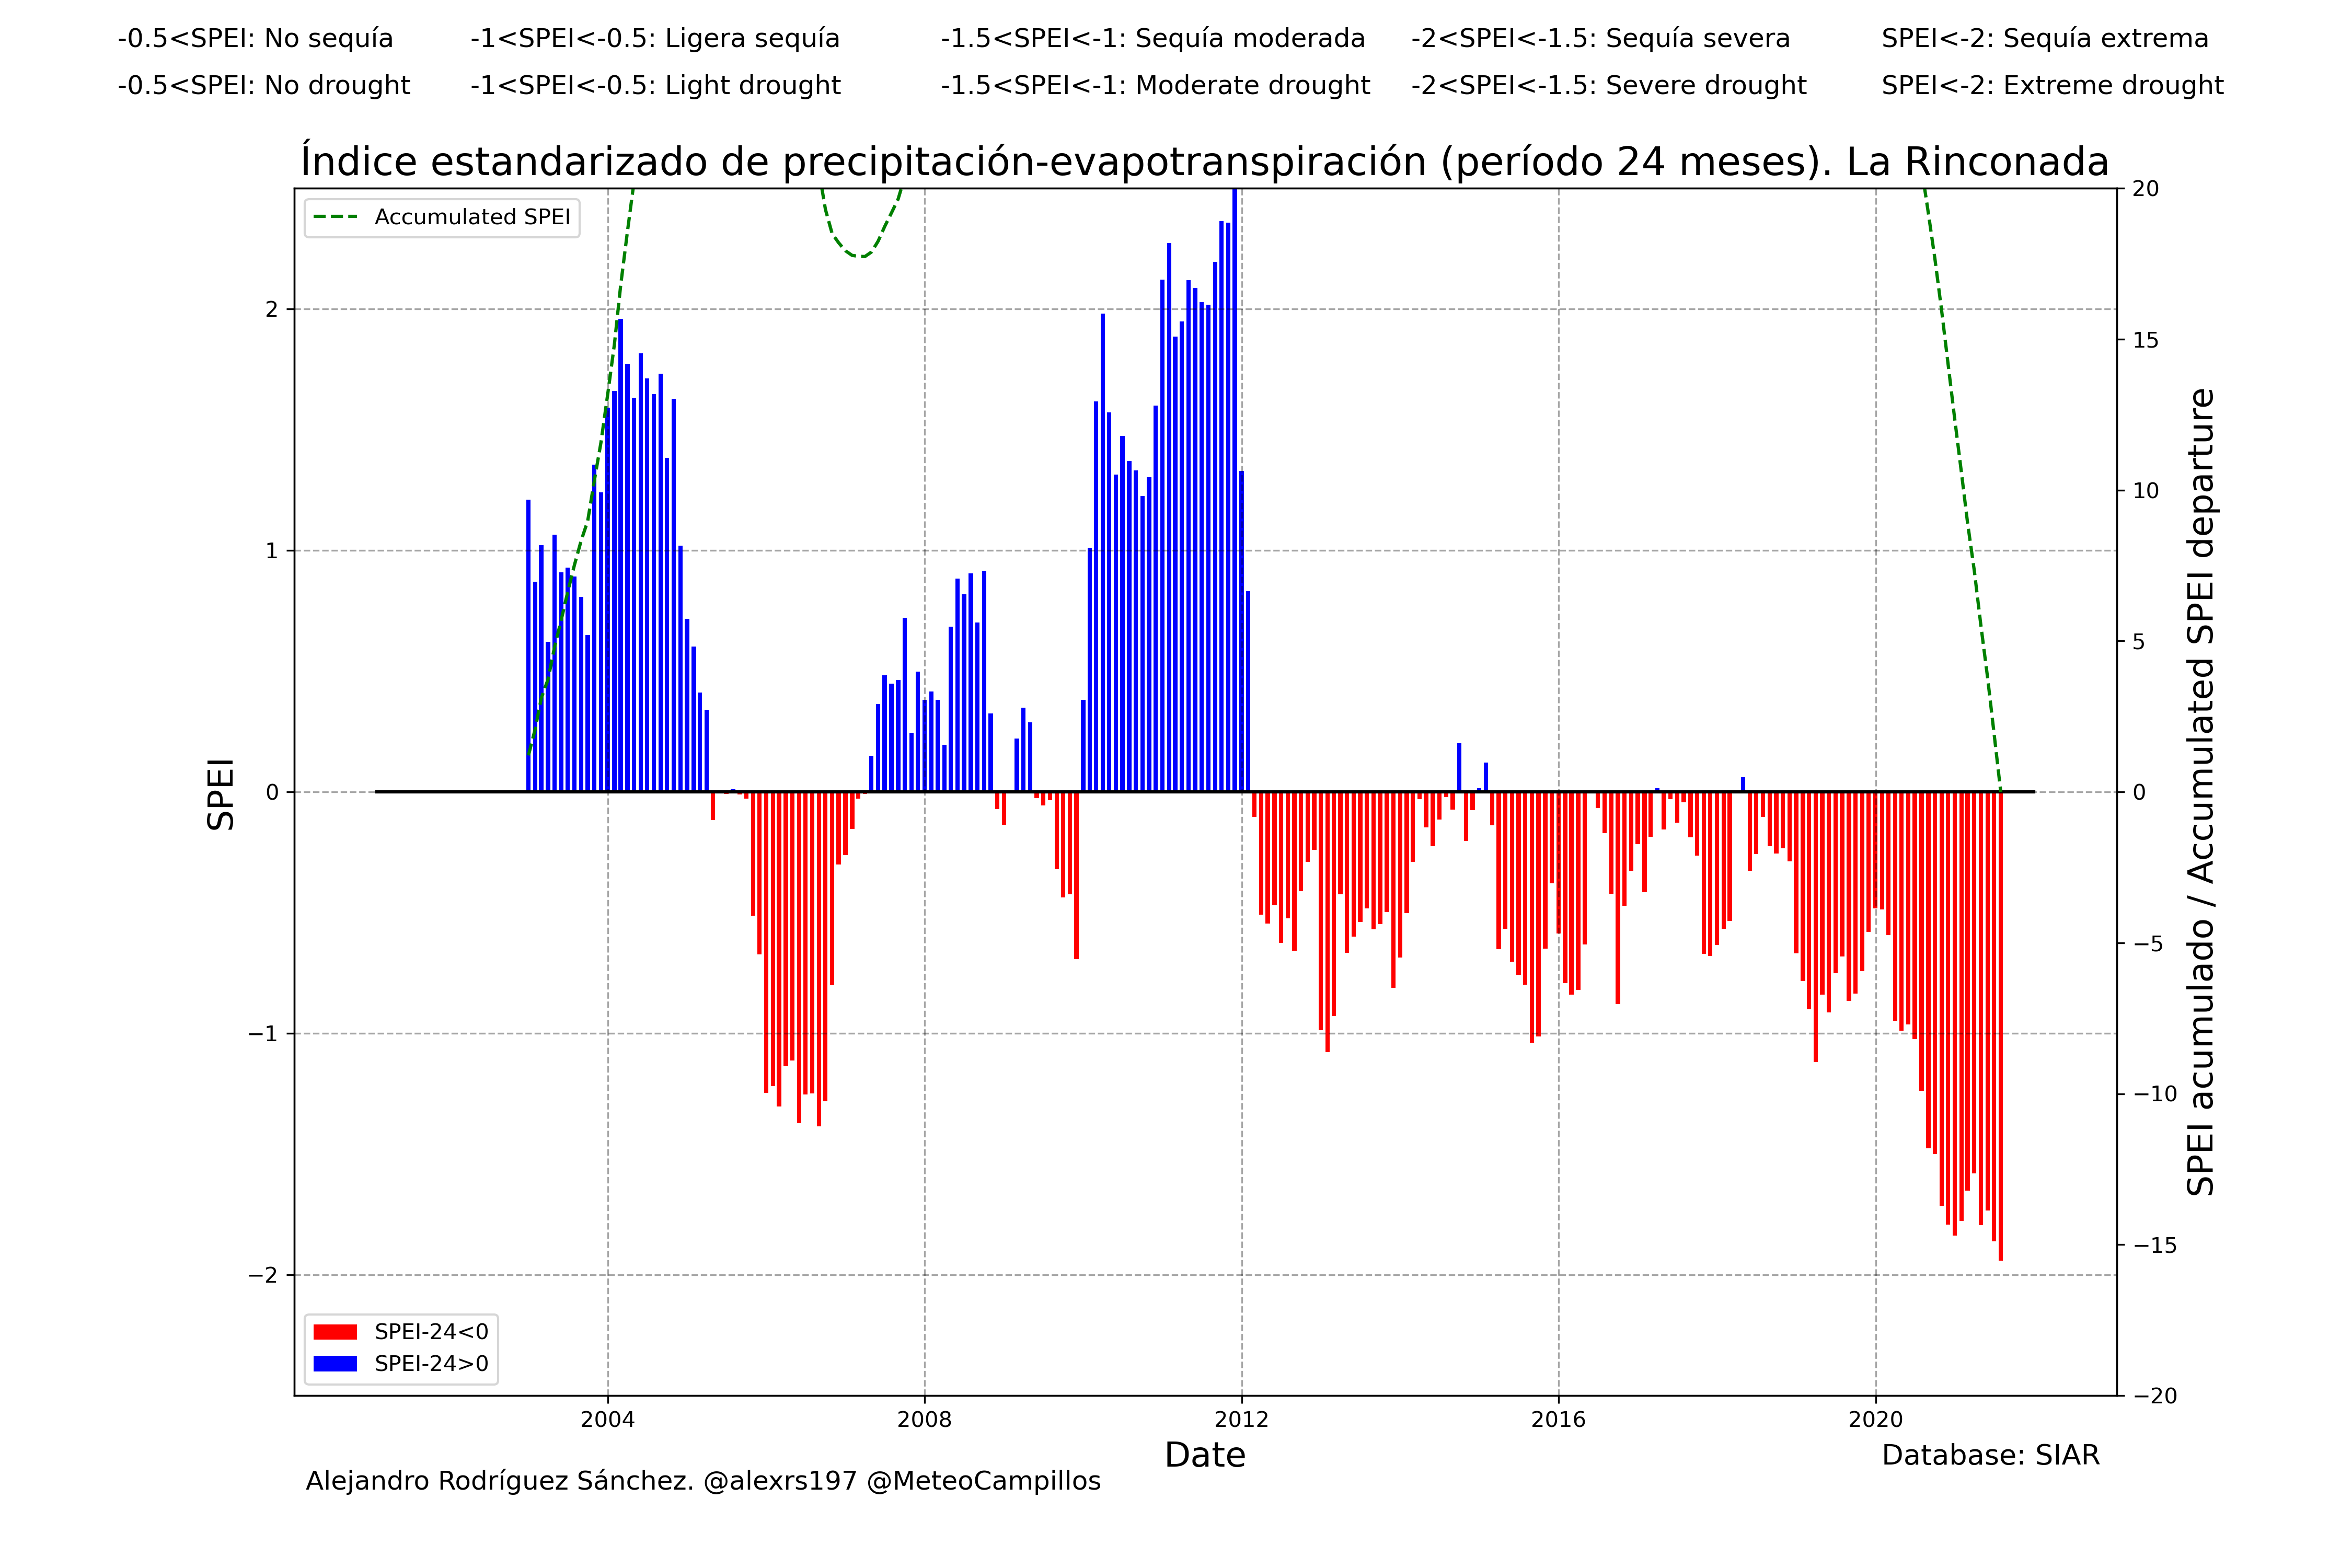 -0.5<SPEI: No sequía -1<SPEI<-0.5: Ligera sequía -1.5<SPEI<-1: Sequía moderada -2<SPEI<-1.5: Sequía severa SPEI<-2: Sequía extrema
-0.5<SPEI: No drought -1<SPEI<-0.5: Light drought -1.5<SPEI<-1: Moderate drought -2<SPEI<-1.5: Severe drought SPEI<-2: Extreme drought
Índice estandarizado de precipitación-evapotranspiración (período 24 meses). La Rinconada
Accumulated SPEI
SPEI
2
1
0
−1
−2
20
15
10
5
0
−5
−10
−15
−20
SPEI acumulado / Accumulated SPEI departure
SPEI-24<0
SPEI-24>0
2004 2008 2012 2016 2020
Date
Database: SIAR
Alejandro Rodríguez Sánchez. @alexrs197 @MeteoCampillos